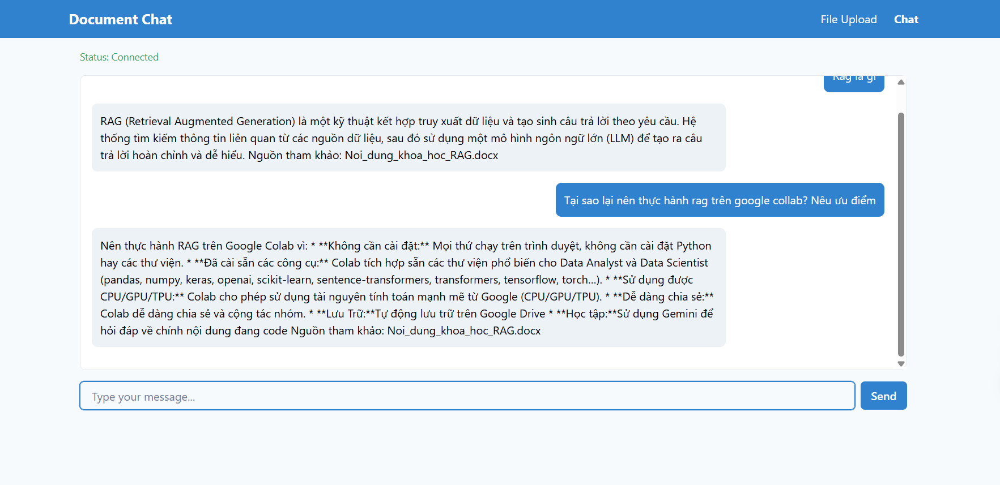 Document Chat
File Upload
Chat
Status: Connected
Rag là gì
RAG (Retrieval Augmented Generation) là một kỹ thuật kết hợp truy xuất dữ liệu và tạo sinh câu trả lời theo yêu cầu. Hệ
thống tìm kiếm thông tin liên quan từ các nguồn dữ liệu, sau đó sử dụng một mô hình ngôn ngữ lớn (LLM) để tạo ra câu
trả lời hoàn chỉnh và dễ hiểu. Nguồn tham khảo: Noi_dung_khoa_hoc_RAG.docx
Tại sao lại nên thực hành rag trên google collab? Nêu ưu điểm
Nên thực hành RAG trên Google Colab vì: * **Không cần cài đặt:** Mọi thứ chạy trên trình duyệt, không cần cài đặt Python
hay các thư viện. * **Đã cài sẵn các công cụ:** Colab tích hợp sẵn các thư viện phổ biến cho Data Analyst và Data Scientist
(pandas, numpy, keras, openai, scikit-learn, sentence-transformers, transformers, tensorflow, torch...). * **Sử dụng được
CPU/GPU/TPU:** Colab cho phép sử dụng tài nguyên tính toán mạnh mẽ từ Google (CPU/GPU/TPU). * **Dễ dàng chia sẻ:**
Colab dễ dàng chia sẻ và cộng tác nhóm. * **Lưu Trữ:**Tự động lưu trữ trên Google Drive * **Học tập:**Sử dụng Gemini để
hỏi đáp về chính nội dung đang code Nguồn tham khảo: Noi_dung_khoa_hoc_RAG.docx
Type your message...
Send